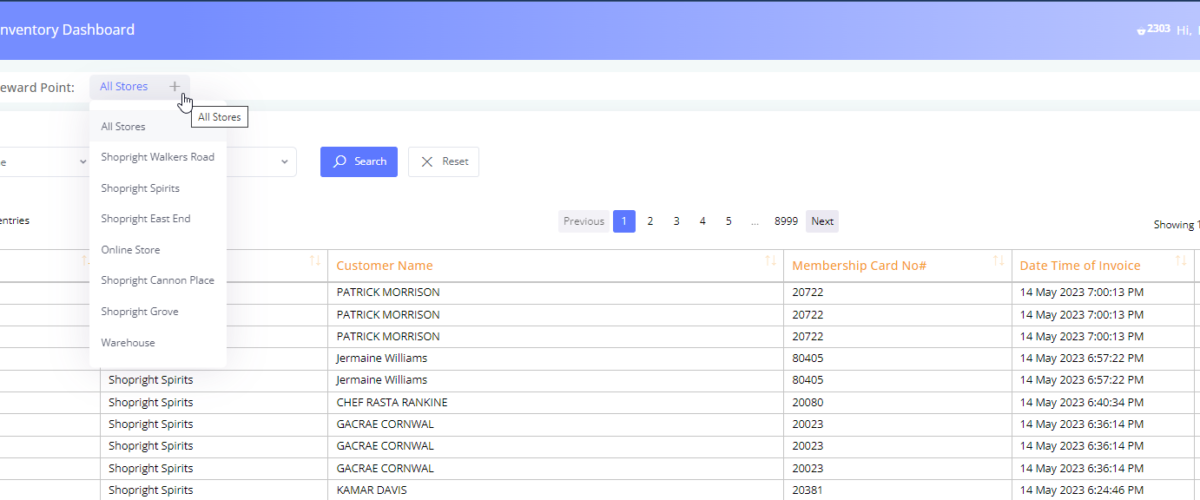 nventory Dashboard
2303 Hi,
eward Point: All Stores
All Stores
All Stores
Shopright Walkers Road
Shopright Spirits
Shopright East End
Online Store
Shopright Cannon Place
Shopright Grove
Warehouse
e
Search Reset
entries
Previous 1 2 3 4 5 ... 8999 Next
Showing 1
Customer Name Membership Card No# Date Time of Invoice
PATRICK MORRISON 20722 14 May 2023 7:00:13 PM
PATRICK MORRISON 20722 14 May 2023 7:00:13 PM
PATRICK MORRISON 20722 14 May 2023 7:00:13 PM
Jermaine Williams 80405 14 May 2023 6:57:22 PM
Shopright Spirits Jermaine Williams 80405 14 May 2023 6:57:22 PM
Shopright Spirits CHEF RASTA RANKINE 20080 14 May 2023 6:40:34 PM
Shopright Spirits GACRAE CORNWAL 20023 14 May 2023 6:36:14 PM
Shopright Spirits GACRAE CORNWAL 20023 14 May 2023 6:36:14 PM
Shopright Spirits GACRAE CORNWAL 20023 14 May 2023 6:36:14 PM
Shopright Spirits KAMAR DAVIS 20381 14 May 2023 6:24:46 PM